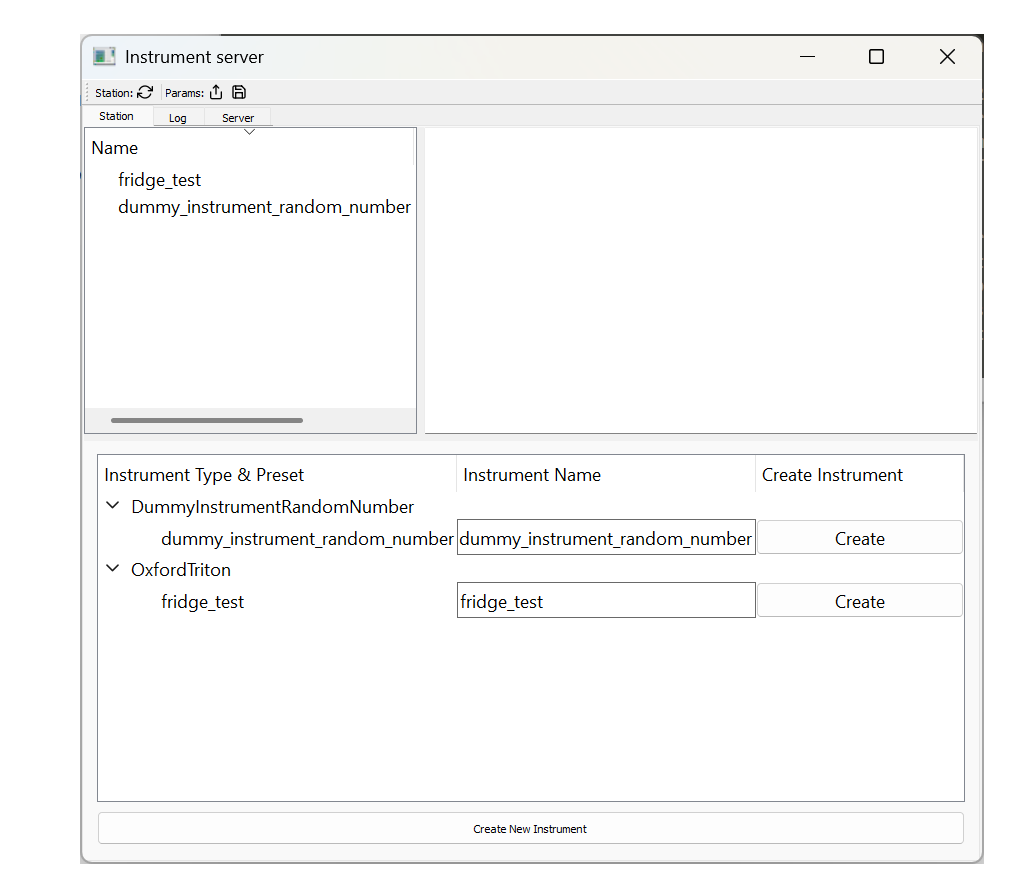 Instrument server
Station: Params:
Station Log Server
Name
fridge_test
dummy_instrument_random_number
Instrument Type & Preset Instrument Name Create Instrument
DummyInstrumentRandomNumber
dummy_instrument_random_number dummy_instrument_random_number Create
OxfordTriton
fridge_test fridge_test Create
Create New Instrument